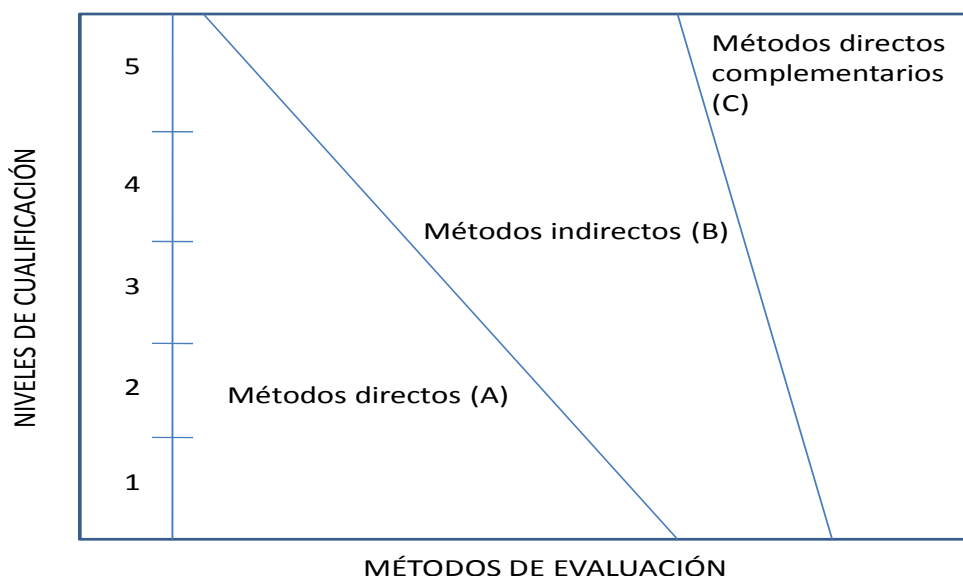 NIVELES DE CUALIFICACIÓN
5
4
3
2
1
Métodos directos
complementarios
(C)
Métodos indirectos (B)
Métodos directos (A)
MÉTODOS DE EVALUACIÓN